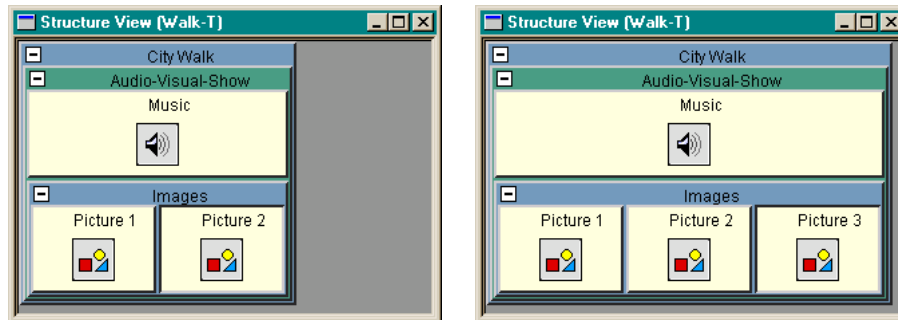 Structure View (Walk-T)
City Walk
Audio-Visual-Show
Music
Images
Picture 1 Picture 2
Structure View (Walk-T)
City Walk
Audio-Visual-Show
Music
Images
Picture 1 Picture 2 Picture 3